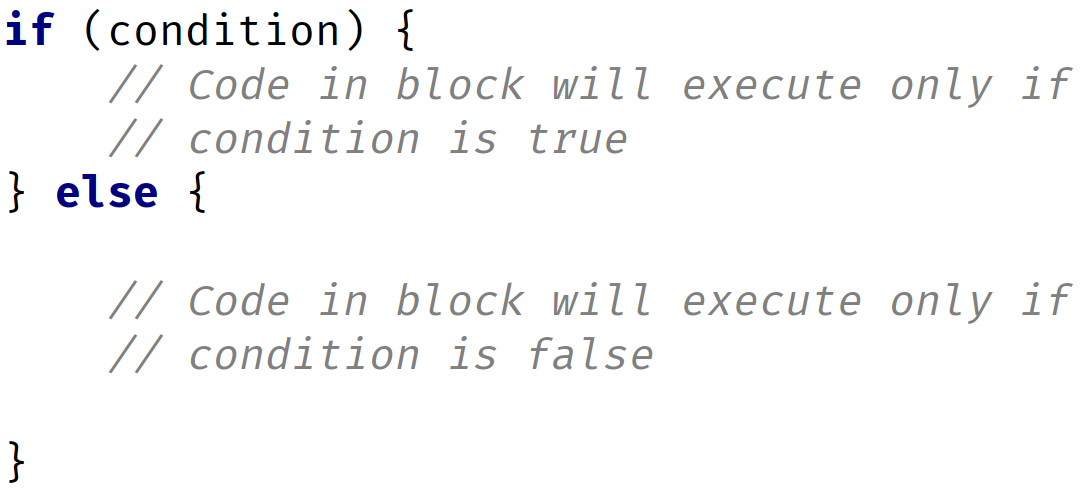 if (condition) {
    // Code in block will execute only if
    // condition is true
} else {
    // Code in block will execute only if
    // condition is false
}